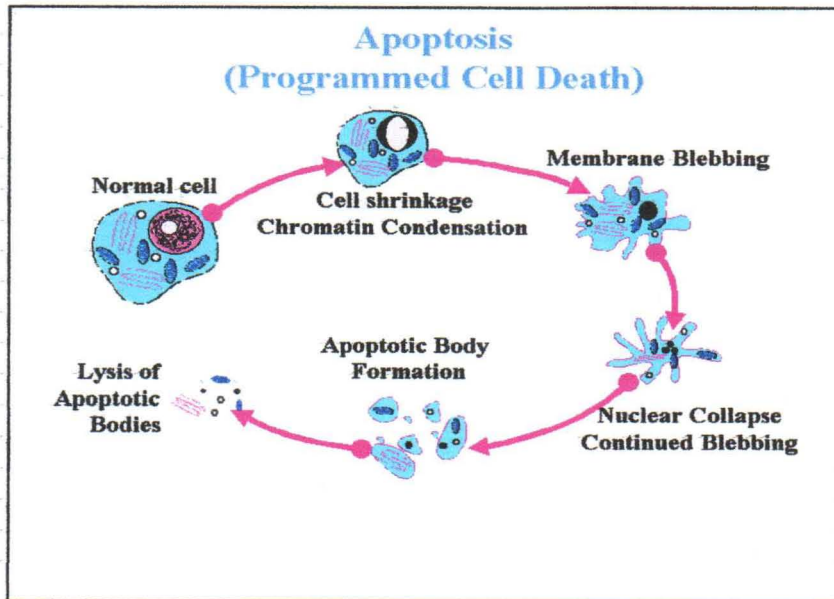 Apoptosis
(Programmed Cell Death)
Normal cell
Cell shrinkage
Chromatin Condensation
Membrane Blebbing
Nuclear Collapse
Continued Blebbing
Apoptotic Body
Formation
Lysis of
Apoptotic
Bodies